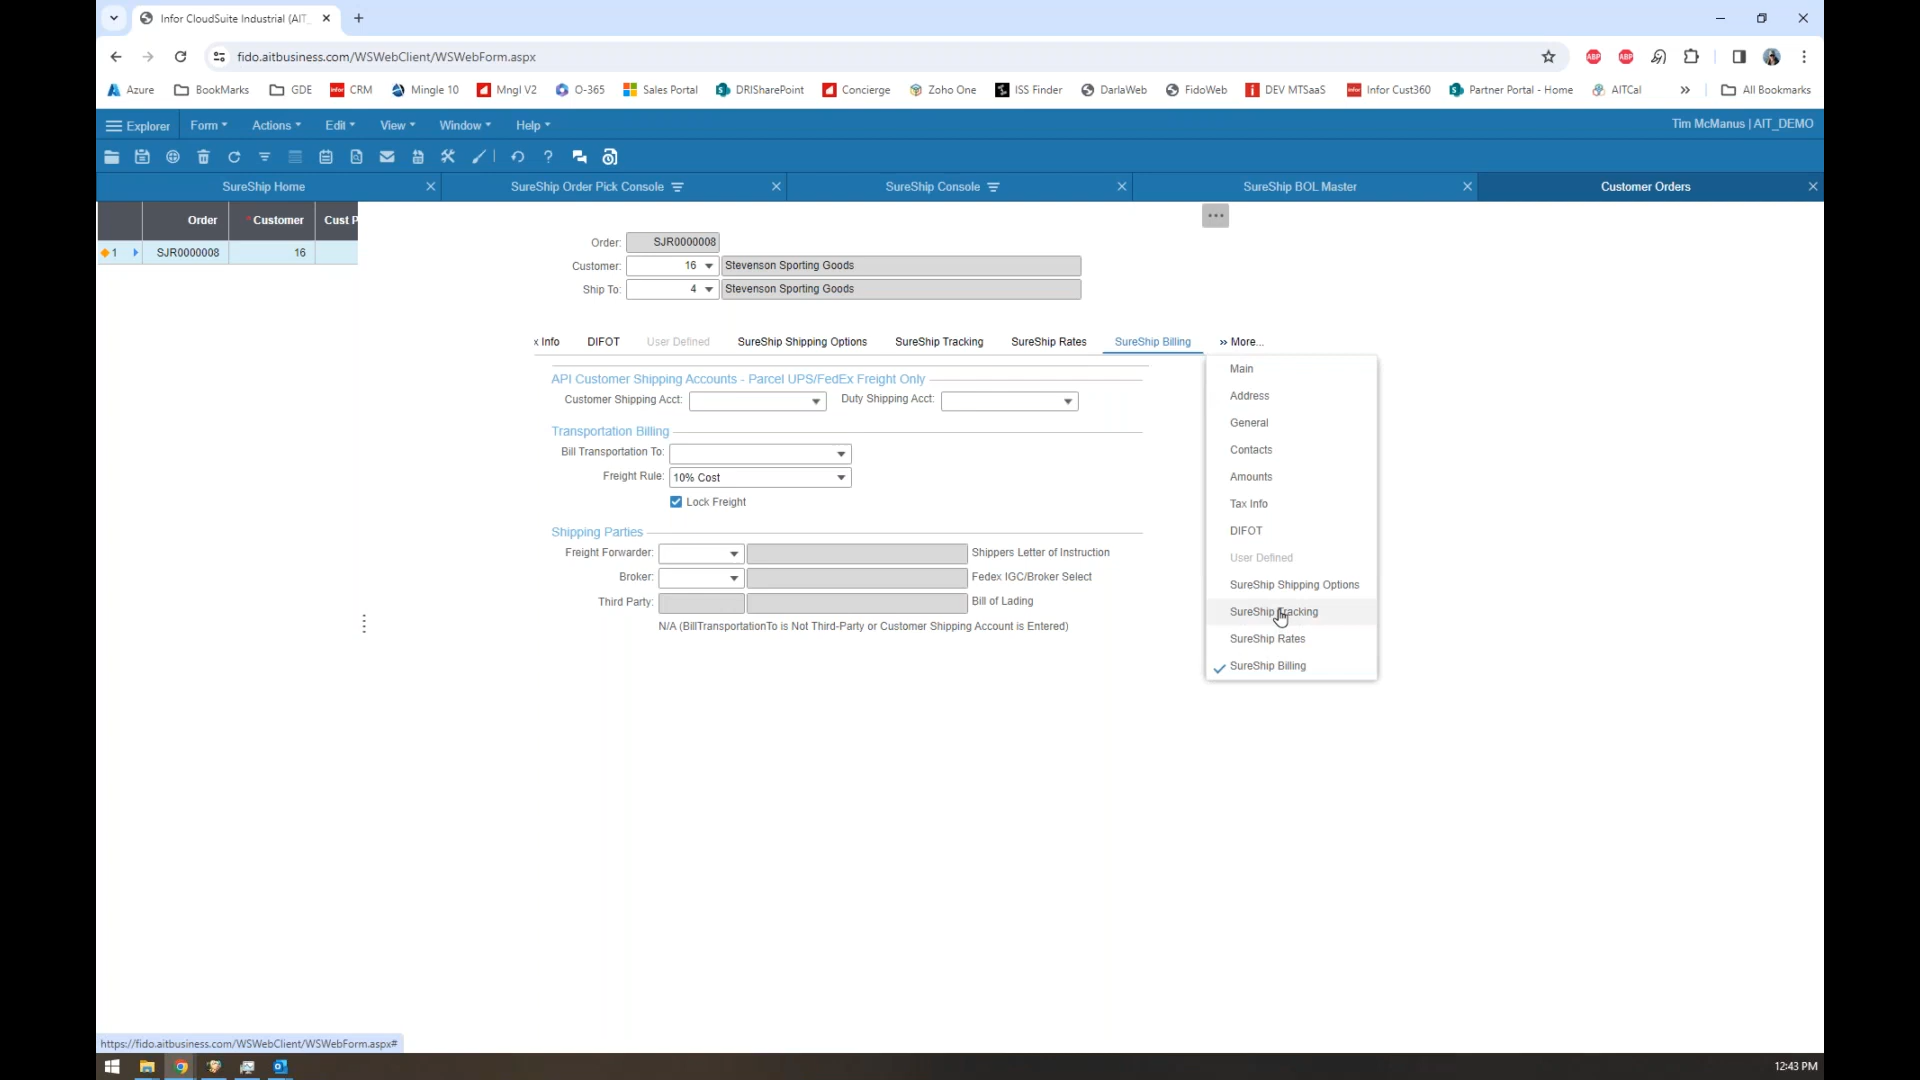 Infor CloudSuite Industrial (AIT_
fido.aitbusiness.com/WSWebClient/WSWebForm.aspx
Azure BookMarks GDE CRM Mingle 10 Mngl V2 O-365 Sales Portal DRISharePoint Concierge Zoho One ISS Finder DarlaWeb FidoWeb DEV MTSaaS Infor Cust360 Partner Portal - Home AITCal » All Bookmarks
Explorer Form Actions Edit View Window Help Tim McManus | AIT_DEMO
SureShip Home SureShip Order Pick Console SureShip Console SureShip BOL Master Customer Orders
Order * Customer Cust P
1 SJR0000008 16
Order: SJR0000008
Customer: 16 Stevenson Sporting Goods
Ship To: 4 Stevenson Sporting Goods
x Info DIFOT User Defined SureShip Shipping Options SureShip Tracking SureShip Rates SureShip Billing » More...
API Customer Shipping Accounts - Parcel UPS/FedEx Freight Only
Customer Shipping Acct: Duty Shipping Acct:
Transportation Billing
Bill Transportation To:
Freight Rule: 10% Cost
Lock Freight
Shipping Parties
Freight Forwarder: Shippers Letter of Instruction
Broker: Fedex IGC/Broker Select
Third Party: Bill of Lading
N/A (BillTransportationTo is Not Third-Party or Customer Shipping Account is Entered)
Main
Address
General
Contacts
Amounts
Tax Info
DIFOT
User Defined
SureShip Shipping Options
SureShip Tracking
SureShip Rates
SureShip Billing
https://fido.aitbusiness.com/WSWebClient/WSWebForm.aspx#
12:43 PM